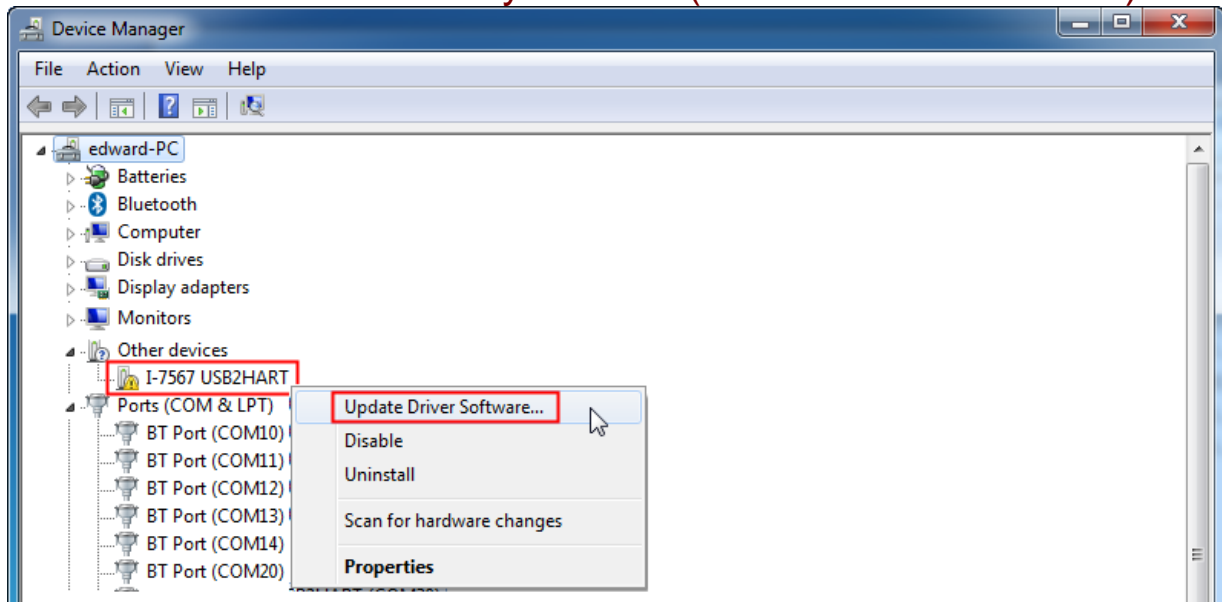 Device Manager
File Action View Help
edward-PC
Batteries
Bluetooth
Computer
Disk drives
Display adapters
Monitors
Other devices
I-7567 USB2HART
Ports (COM & LPT)
Update Driver Software...
BT Port (COM10)
Disable
BT Port (COM11)
Uninstall
BT Port (COM12)
BT Port (COM13)
Scan for hardware changes
BT Port (COM14)
Properties
BT Port (COM20)